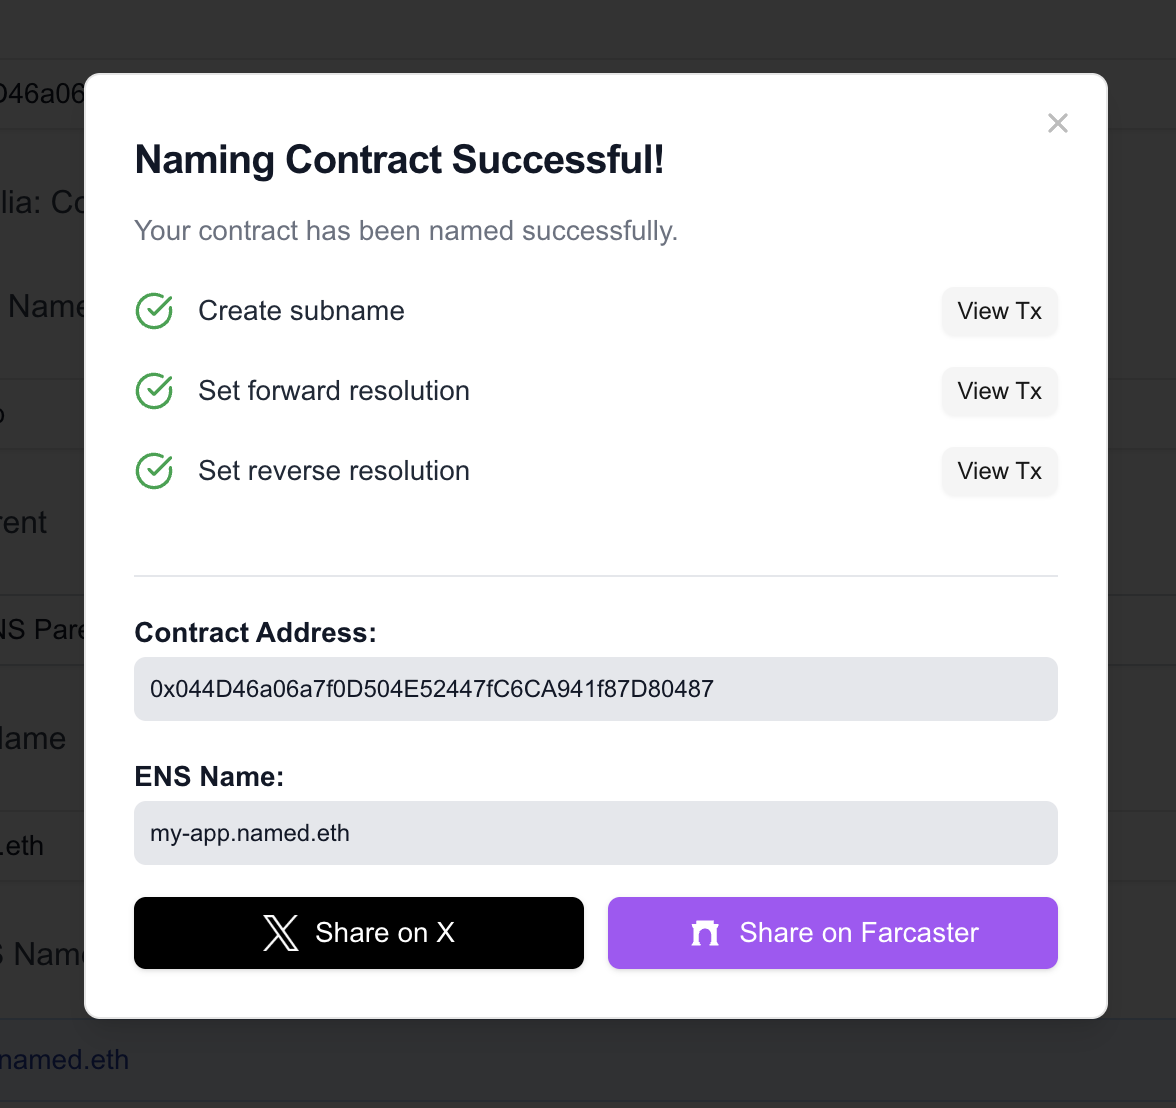 D46a06
Naming Contract Successful!
Your contract has been named successfully.
lia: Co
Create subname
View Tx
Name
Set forward resolution
View Tx
Set reverse resolution
View Tx
rent
Contract Address:
NS Pare
0x044D46a06a7f0D504E52447fC6CA941f87D80487
Name
ENS Name:
my-app.named.eth
.eth
Share on X
Share on Farcaster
S Name
named.eth